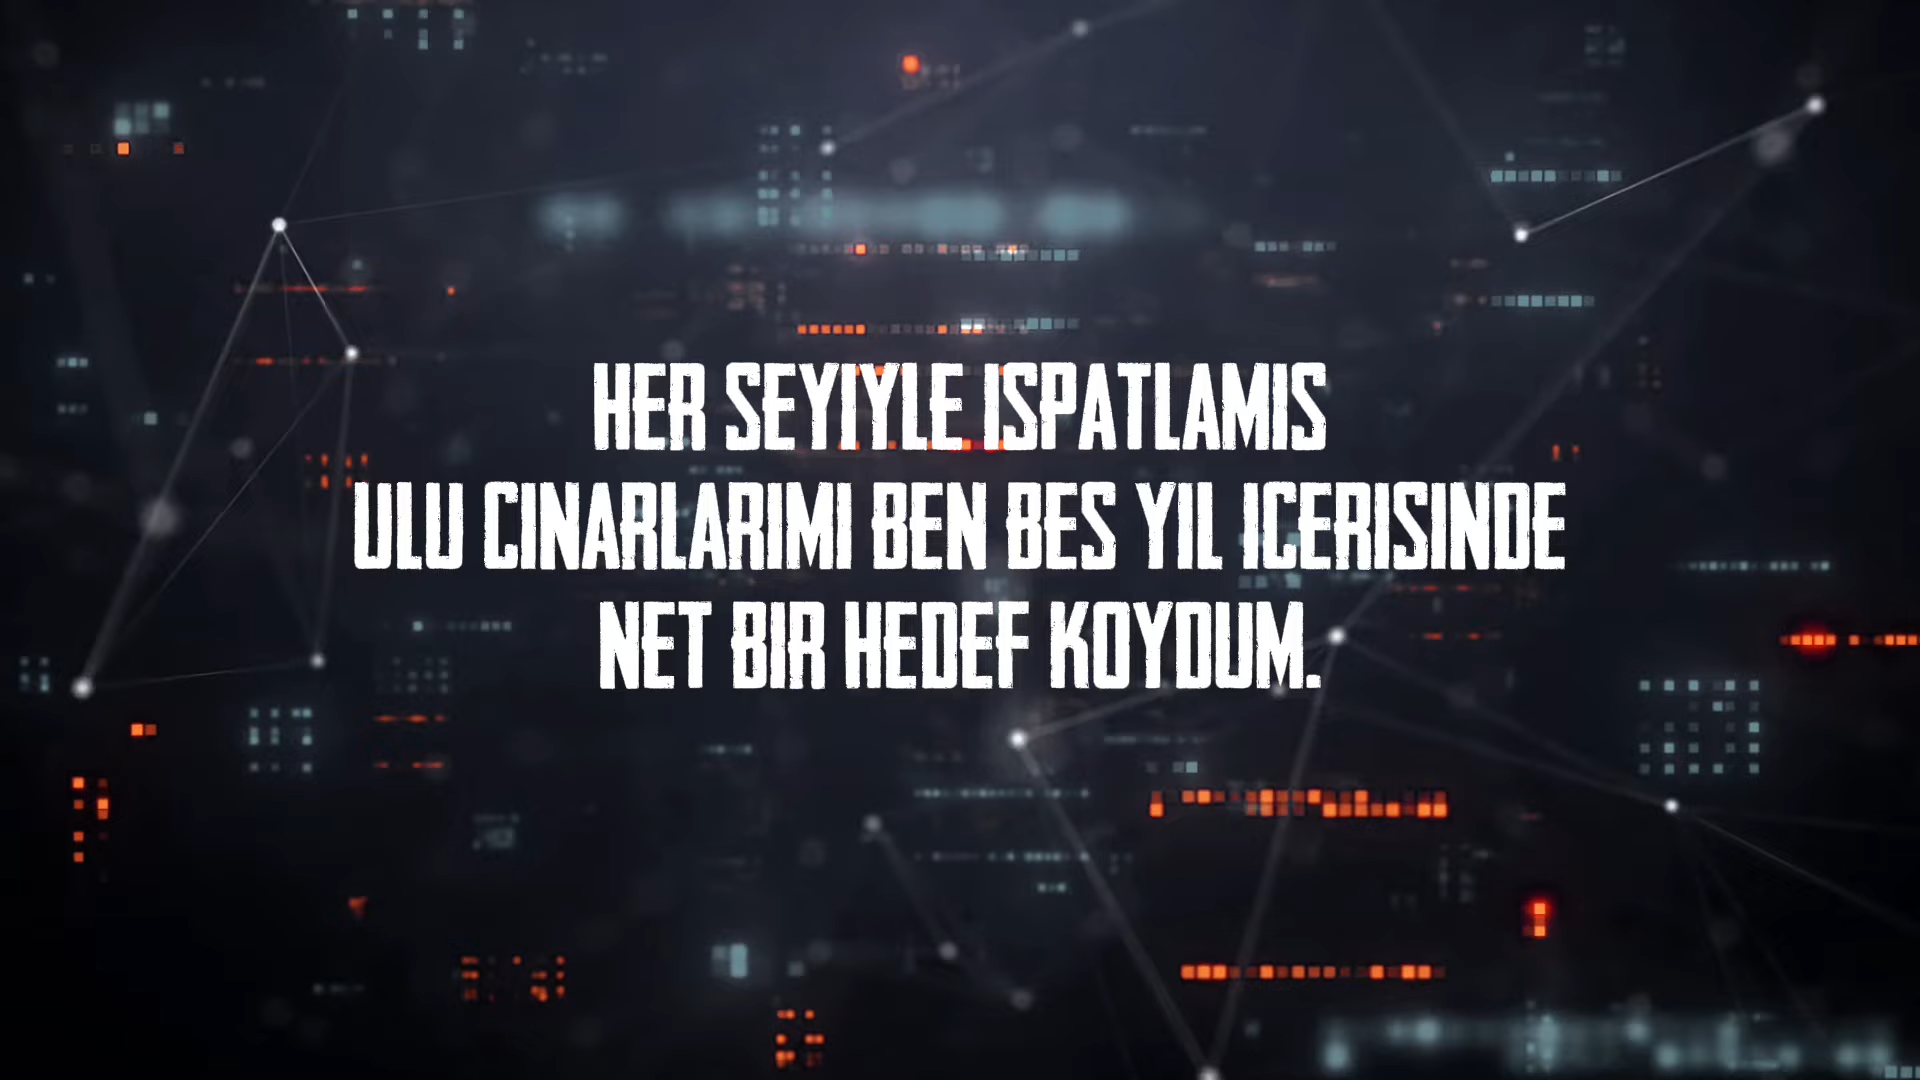 HER SEYIYLE ISPATLAMIS
ULU CINARLARIMI BEN BES YIL ICERISINDE
NET BIR HEDEF KOYDUM.